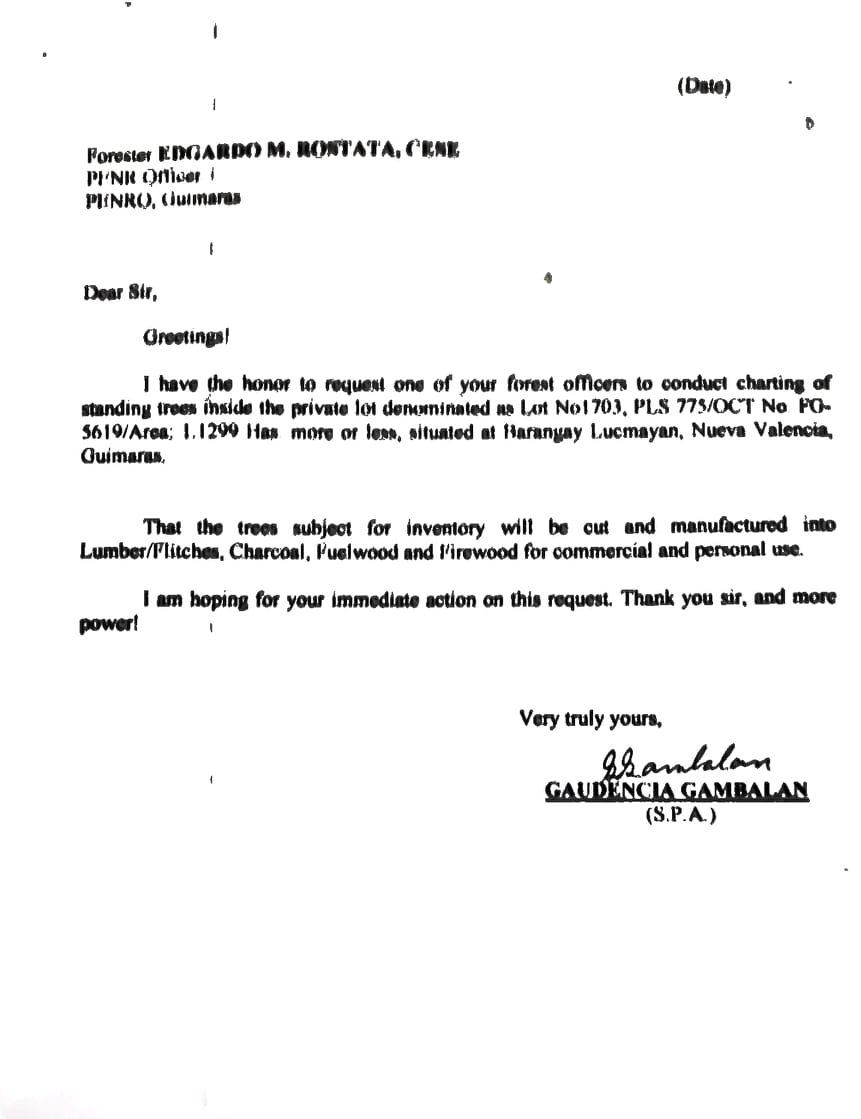 (Date)
Forester EDGARDO M. ROSTATA, CESE
PENR Officer I
PENRO, Guimaras
Dear Sir,
Greetings!
I have the honor to request one of your forest officers to conduct charting of
standing trees inside the private lot denominated as Lot No1703, PLS 775/OCT No FO-
5619/Area; 1.1299 Has more or less, situated at Barangay Lucmayan, Nueva Valencia,
Guimaras.
That the trees subject for inventory will be cut and manufactured into
Lumber/Flitches, Charcoal, Fuelwood and Firewood for commercial and personal use.
I am hoping for your immediate action on this request. Thank you sir, and more
power!
Very truly yours,
GGambalan
GAUDENCIA GAMBALAN
(S.P.A.)